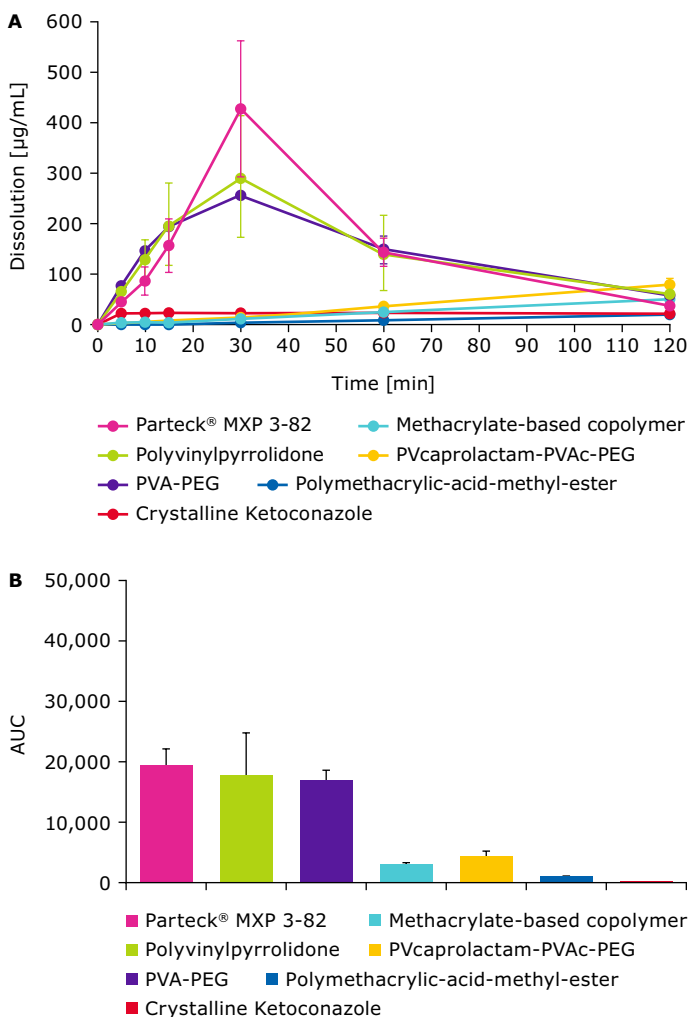 A
600
500
400
300
200
100
0
Dissolution [µg/mL]
0 10 20 30 40 50 60 70 80 90 100 110 120
Time [min]
Parteck® MXP 3-82 Methacrylate-based copolymer
Polyvinylpyrrolidone PVcaprolactam-PVAc-PEG
PVA-PEG Polymethacrylic-acid-methyl-ester
Crystalline Ketoconazole
B
50,000
40,000
30,000
20,000
10,000
0
AUC
Parteck® MXP 3-82 Methacrylate-based copolymer
Polyvinylpyrrolidone PVcaprolactam-PVAc-PEG
PVA-PEG Polymethacrylic-acid-methyl-ester
Crystalline Ketoconazole